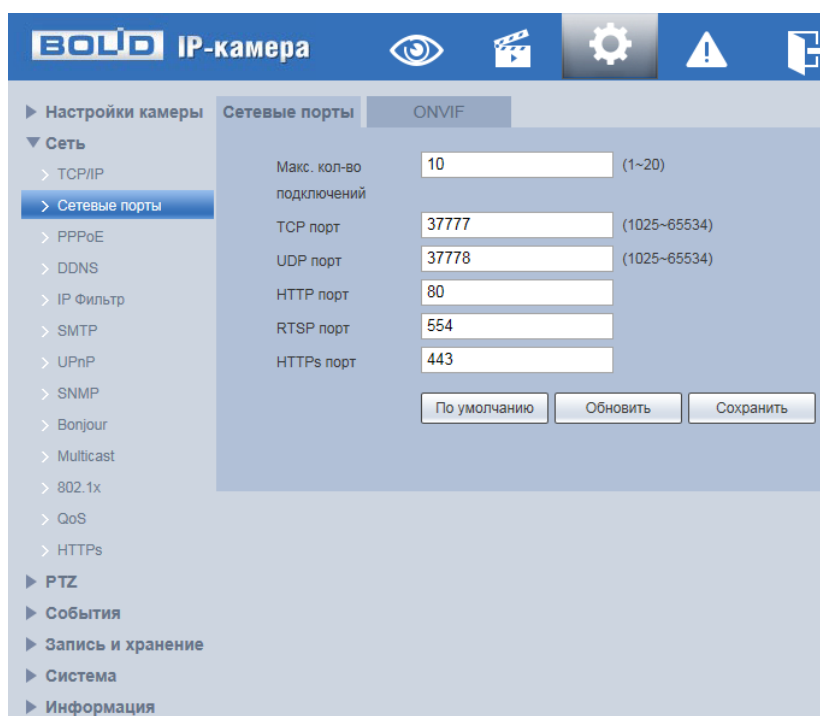 BOLID IP-камера
Настройки камеры
Сеть
TCP/IP
Сетевые порты
PPPoE
DDNS
IP Фильтр
SMTP
UPnP
SNMP
Bonjour
Multicast
802.1x
QoS
HTTPs
PTZ
События
Запись и хранение
Система
Информация
Сетевые порты ONVIF
Макс. кол-во 10 (1~20)
подключений
TCP порт 37777 (1025~65534)
UDP порт 37778 (1025~65534)
HTTP порт 80
RTSP порт 554
HTTPs порт 443
По умолчанию Обновить Сохранить